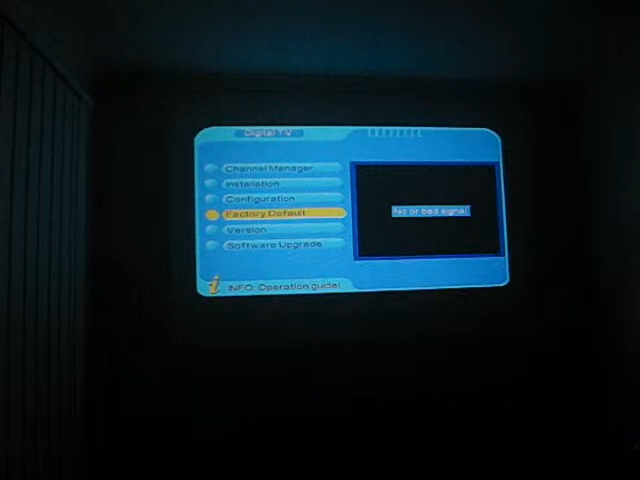 Digital TV
Channel Manager
Installation
Configuration
Factory Default
Version
Software Upgrade
No or bad signal
INFO: Operation guide!